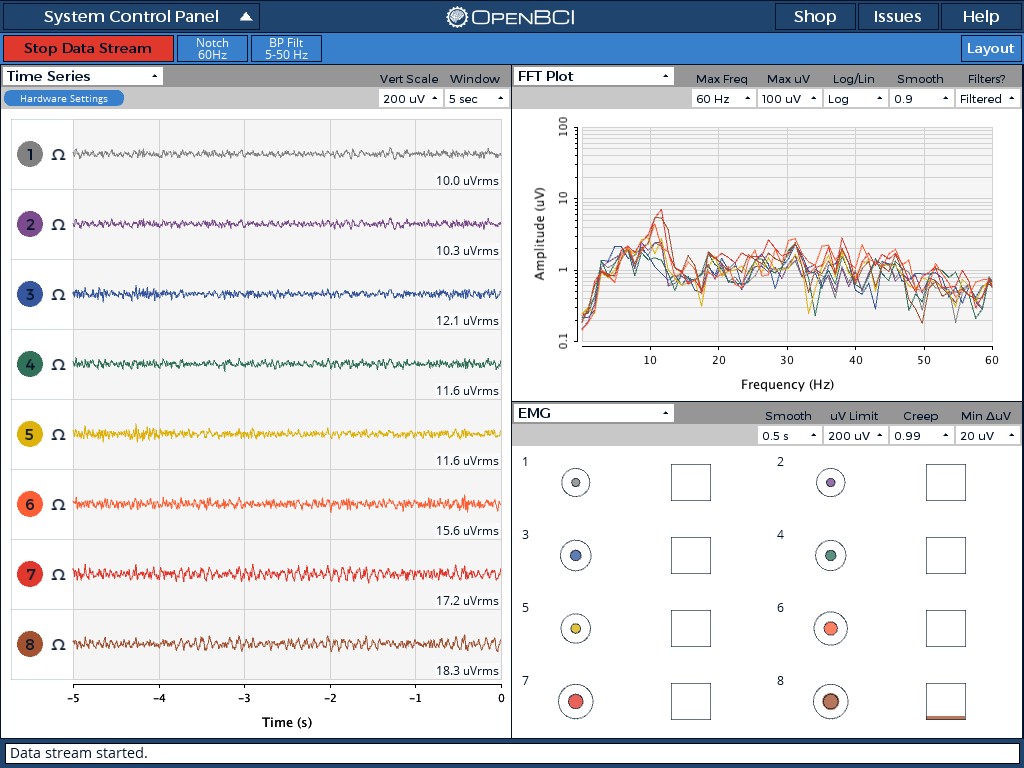 System Control Panel
OpenBCI
Shop
Issues
Help
Stop Data Stream
Notch
60Hz
BP Filt
5-50 Hz
Layout
Time Series
Vert Scale
Window
Hardware Settings
200 uV
5 sec
1 Ω
10.0 uVrms
2 Ω
10.3 uVrms
3 Ω
12.1 uVrms
4 Ω
11.6 uVrms
5 Ω
11.6 uVrms
6 Ω
15.6 uVrms
7 Ω
17.2 uVrms
8 Ω
18.3 uVrms
-5 -4 -3 -2 -1 0
Time (s)
FFT Plot
Max Freq
Max uV
Log/Lin
Smooth
Filters?
60 Hz
100 uV
Log
0.9
Filtered
100
10
1
0.1
Amplitude (uV)
10 20 30 40 50 60
Frequency (Hz)
EMG
Smooth
uV Limit
Creep
Min ΔuV
0.5 s
200 uV
0.99
20 uV
1
2
3
4
5
6
7
8
Data stream started.